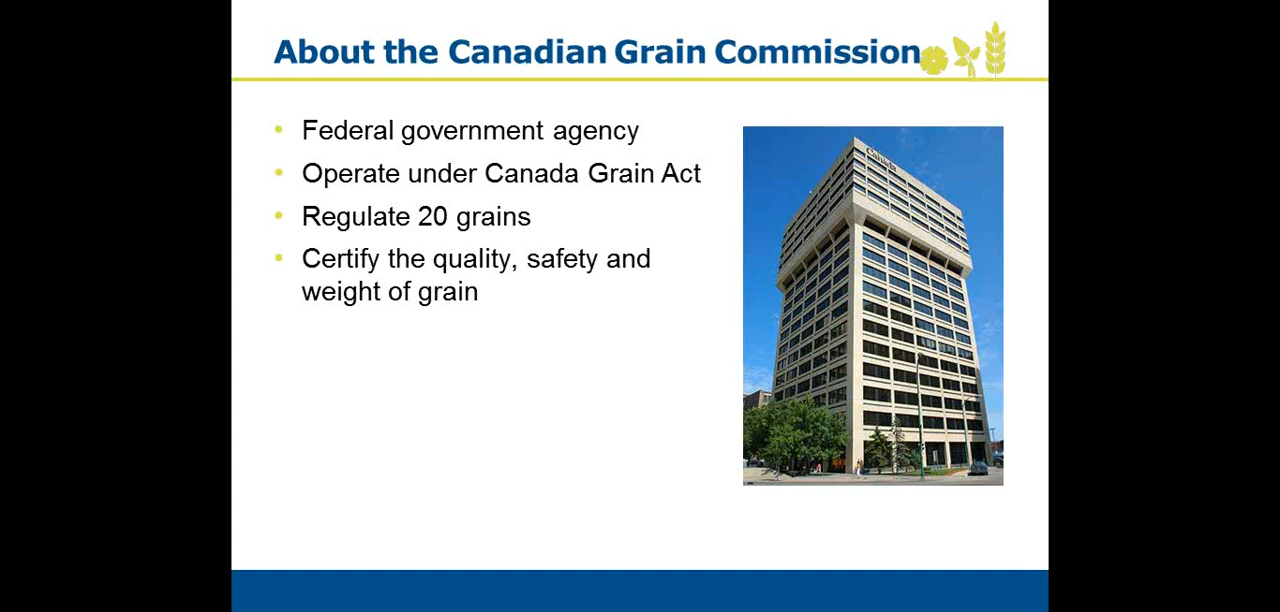 About the Canadian Grain Commission
Federal government agency
Operate under Canada Grain Act
Regulate 20 grains
Certify the quality, safety and
weight of grain
Canada